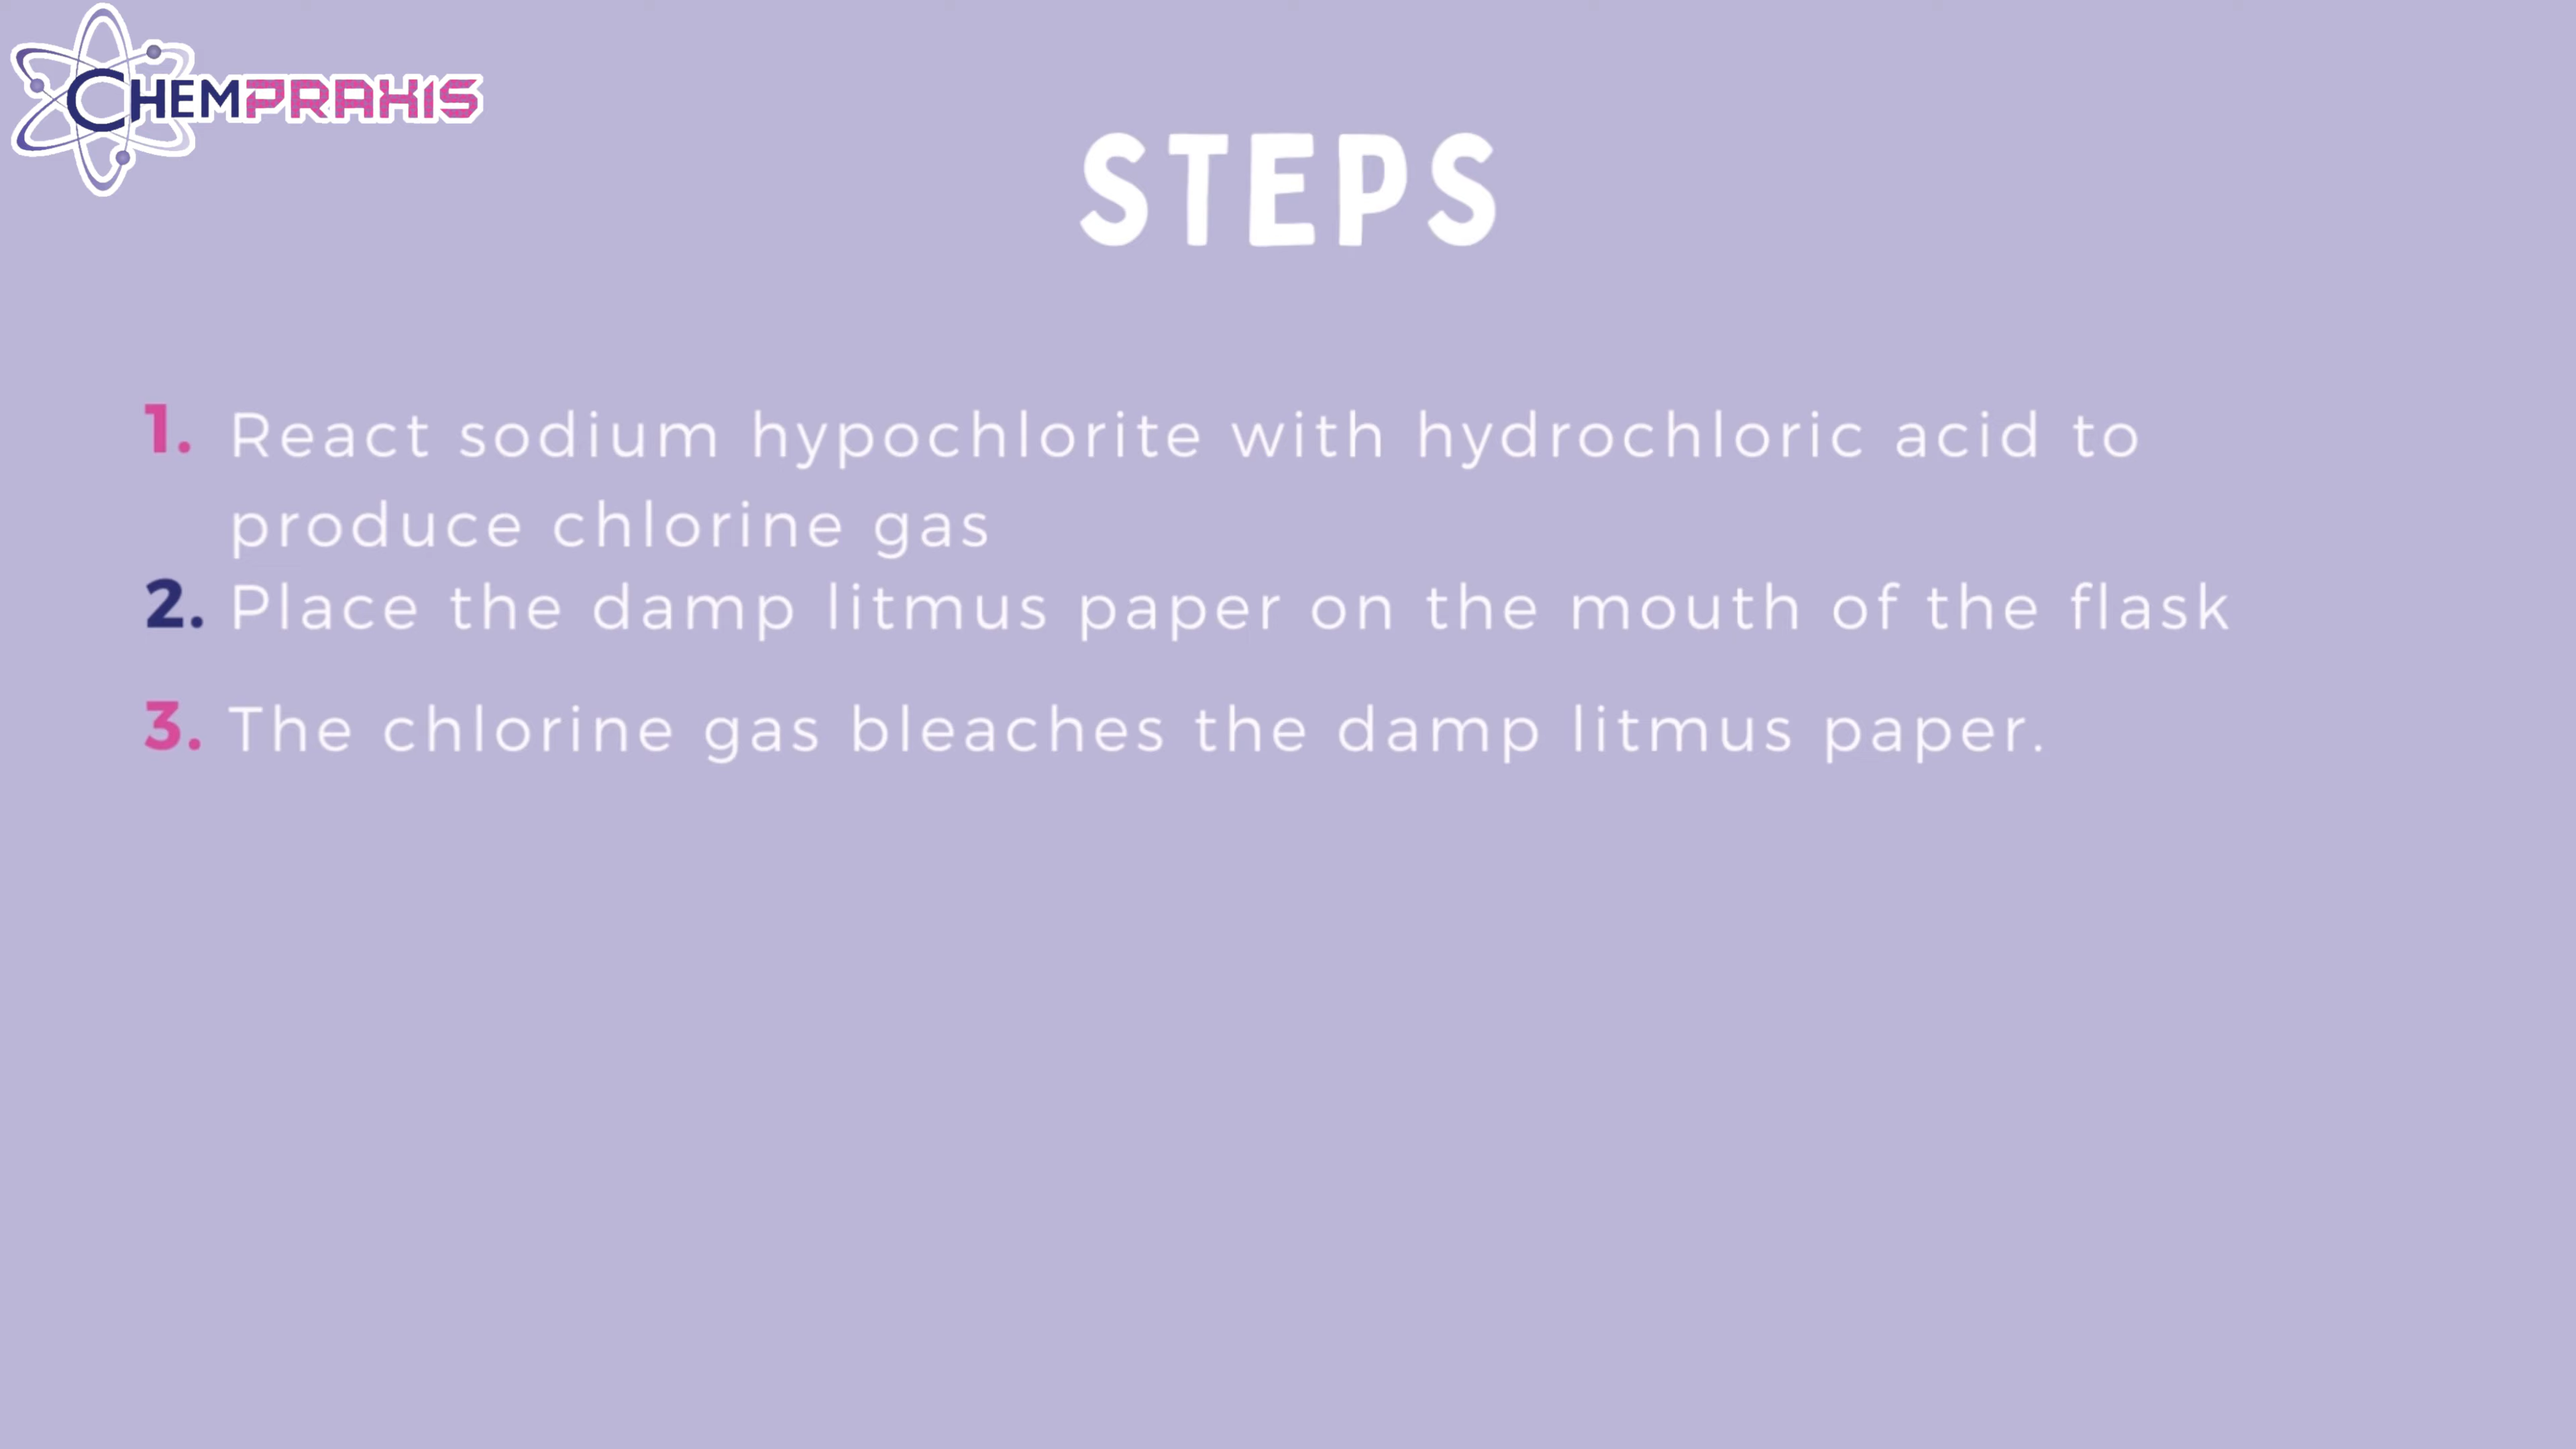 CHEMPRAXIS
STEPS
1. React sodium hypochlorite with hydrochloric acid to
produce chlorine gas
2. Place the damp litmus paper on the mouth of the flask
3. The chlorine gas bleaches the damp litmus paper.